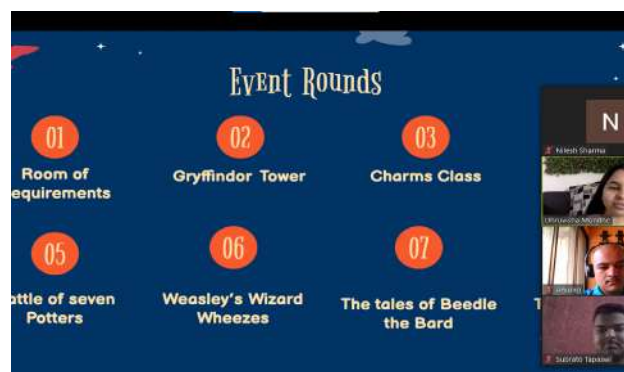 Event Rounds
01
02
03
N
Nilesh Sharma
Room of
equirements
Gryffindor Tower
Charms Class
05
06
07
attle of seven
Potters
Weasley's Wizard
Wheezes
The tales of Beedle
the Bard
T